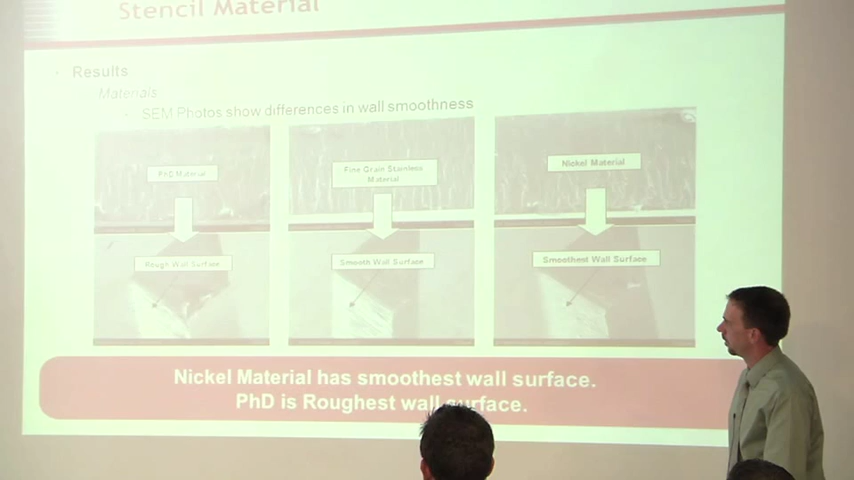 Stencil Material
Results
Materials
SEM Photos show differences in wall smoothness
PhD Material
Fine Grain Stainless
Material
Nickel Material
Rough Wall Surface
Smooth Wall Surface
Smoothest Wall Surface
Nickel Material has smoothest wall surface.
PhD is Roughest wall surface.